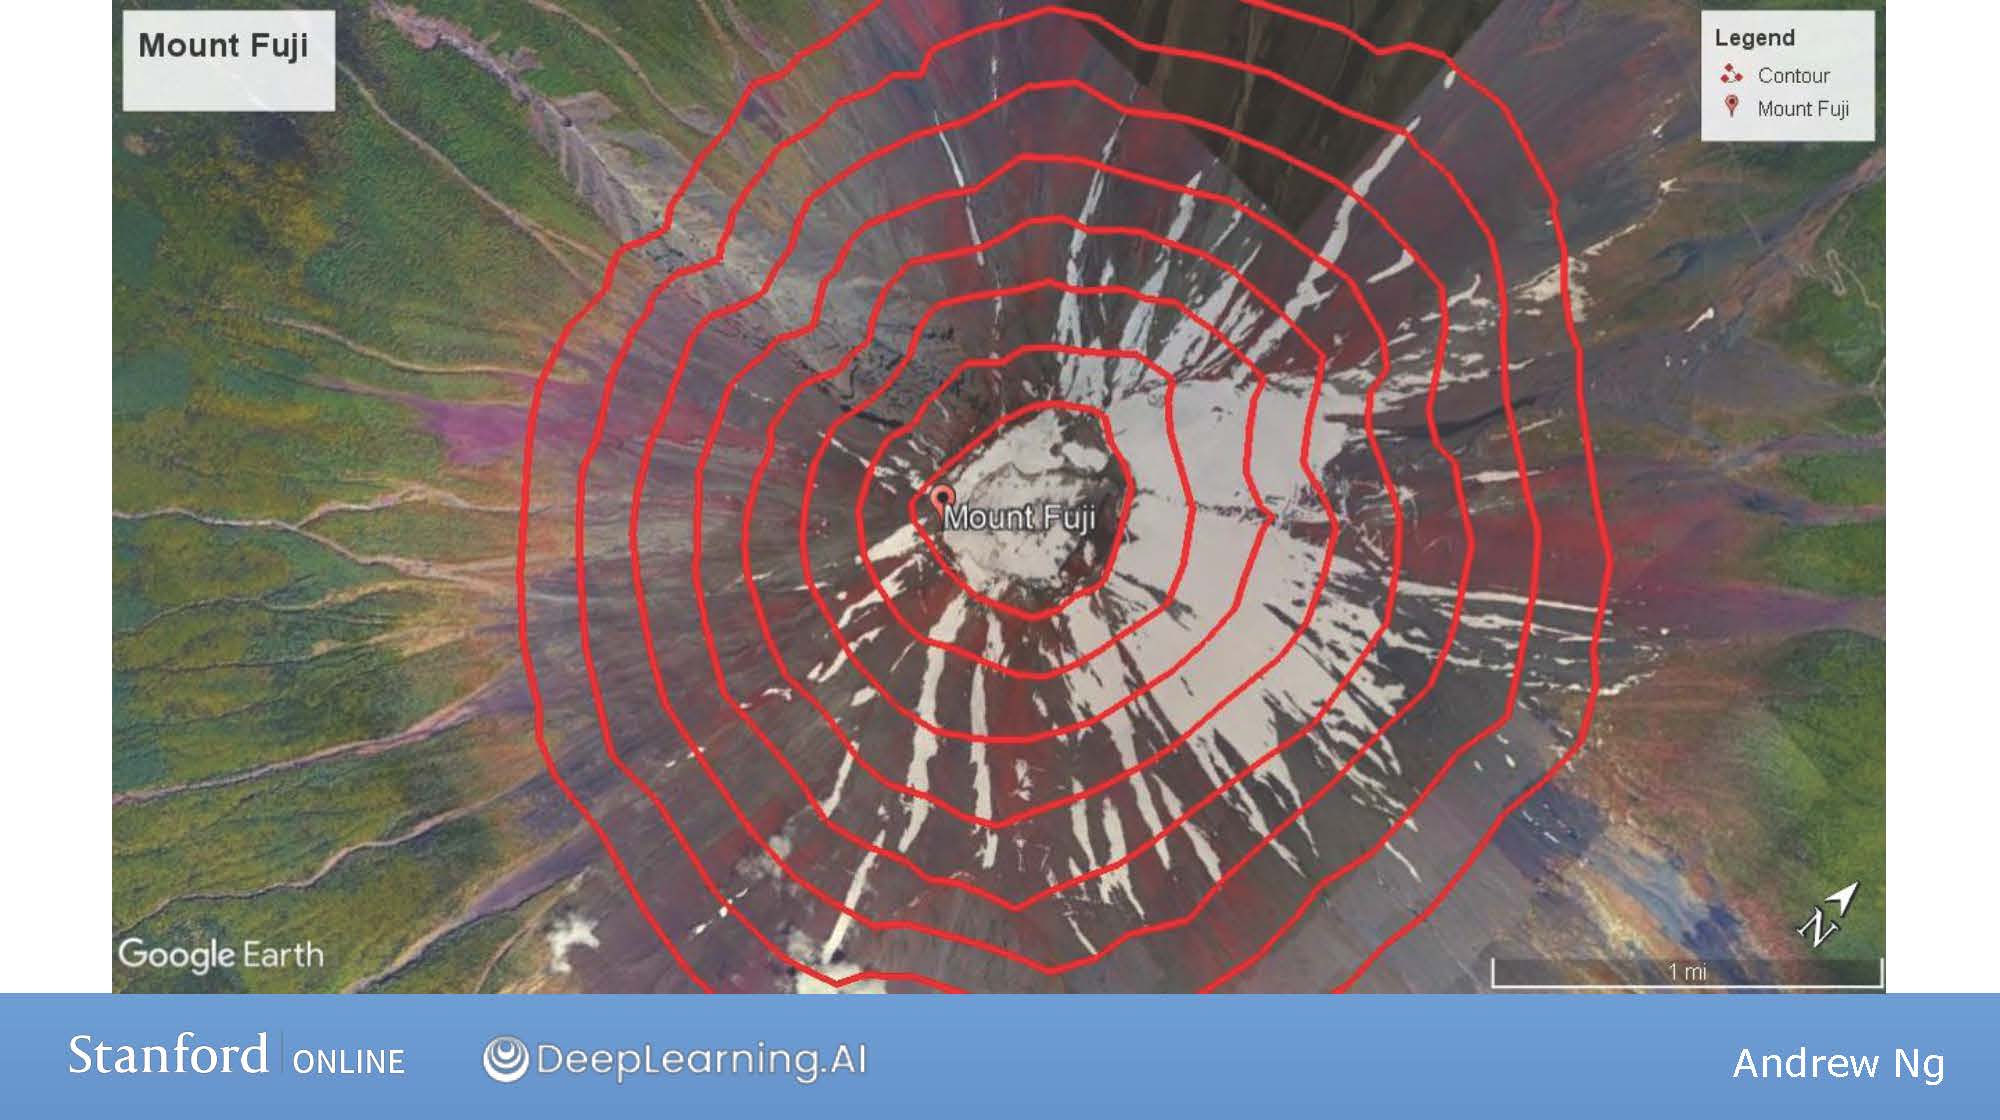 Mount Fuji
Legend
Contour
Mount Fuji
Mount Fuji
N
Google Earth
1 mi
Stanford ONLINE
DeepLearning.AI
Andrew Ng